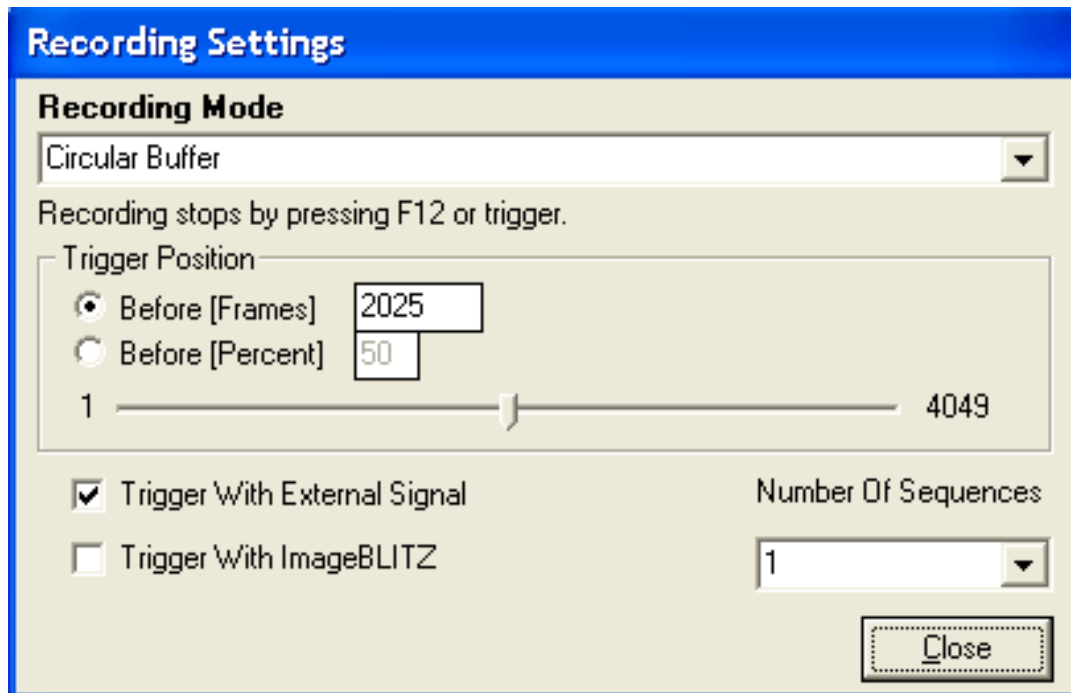 Recording Settings
Recording Mode
Circular Buffer
Recording stops by pressing F12 or trigger.
Trigger Position
Before [Frames] 2025
Before [Percent] 50
1 4049
Trigger With External Signal
Number Of Sequences
Trigger With ImageBLITZ
1
Close